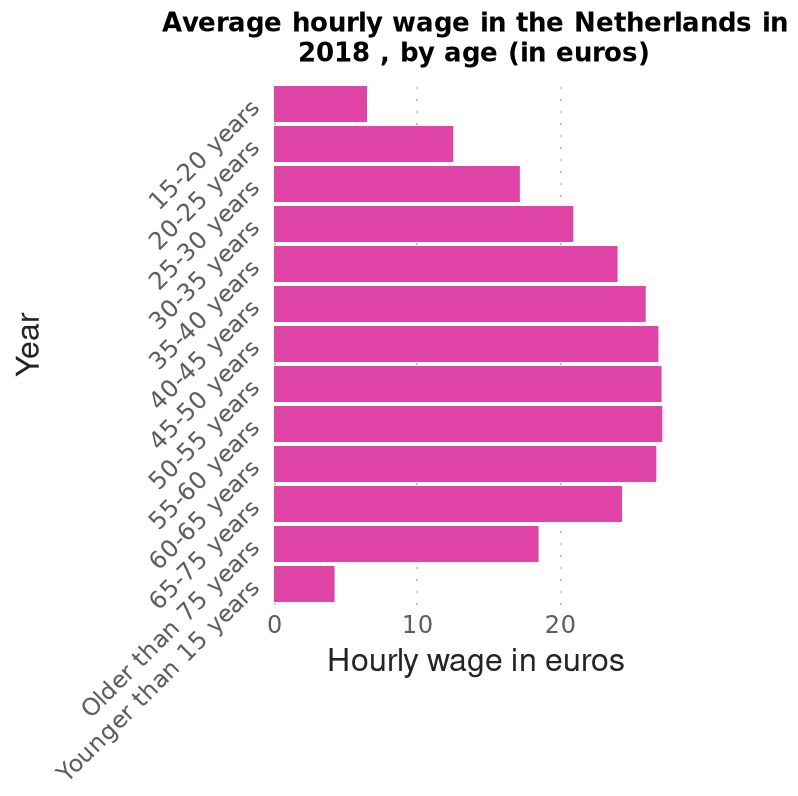 Average hourly wage in the Netherlands in
2018 , by age (in euros)
Year
15-20 years
20-25 years
25-30 years
30-35 years
35-40 years
40-45 years
45-50 years
50-55 years
55-60 years
60-65 years
65-75 years
Older than 75 years
Younger than 15 years
0 10 20
Hourly wage in euros